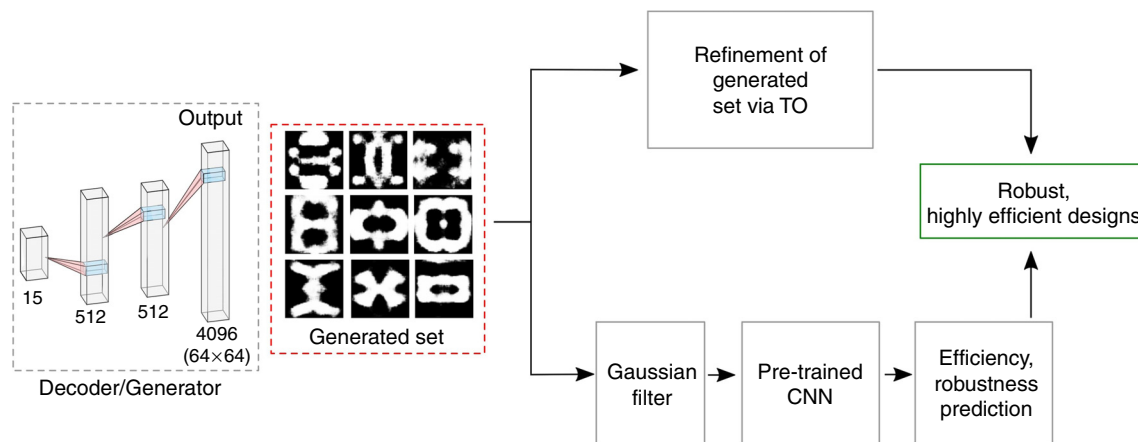 Output
15
512
512
4096
(64×64)
Decoder/Generator
Generated set
Refinement of
generated
set via TO
Robust,
highly efficient designs
Gaussian
filter
Pre-trained
CNN
Efficiency,
robustness
prediction